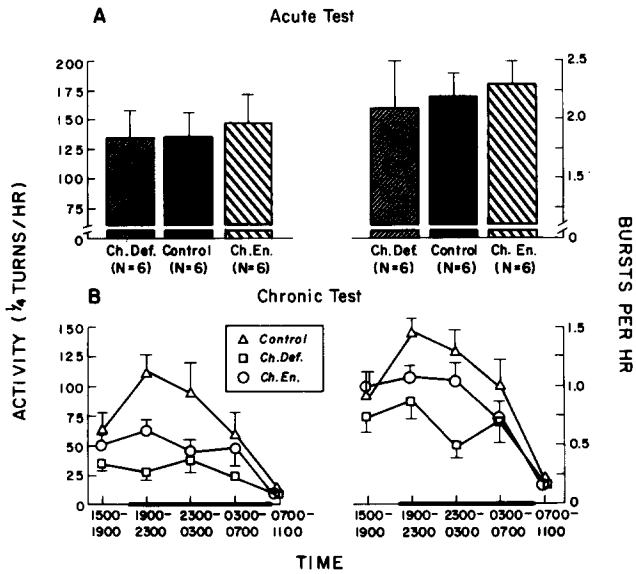 A
Acute Test
200
175
150
125
100
75
0
2.5
2.0
1.5
0
Ch. Def.
(N=6)
Control
(N=6)
Ch. En.
(N=6)
Ch. Def.
(N=6)
Control
(N=6)
Ch. En.
(N=6)
ACTIVITY (¼ TURNS/HR)
BURSTS PER HR
B
Chronic Test
150
125
100
75
50
25
0
Control
Ch.Def.
Ch.En.
1.5
1.0
0.5
0
1500-
1900
1900-
2300
2300-
0300
0300-
0700
0700-
1100
1500-
1900
1900-
2300
2300-
0300
0300-
0700
0700-
1100
TIME